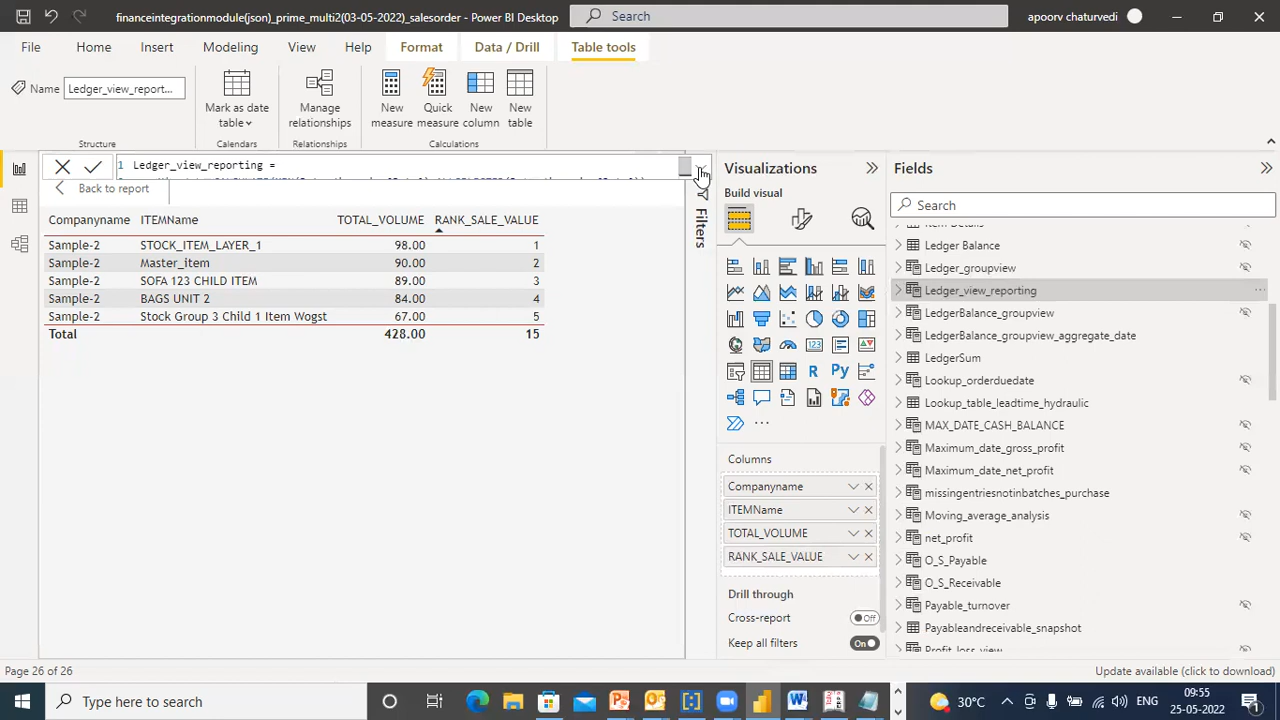 financeintegrationmodule(json)_prime_multi2(03-05-2022)_salesorder - Power BI Desktop
Search
apoorv chaturvedi
File
Home
Insert
Modeling
View
Help
Format
Data / Drill
Table tools
Name
Ledger_view_report...
Mark as date table
Manage relationships
New measure
Quick measure
New column
New table
Structure
Calendars
Relationships
Calculations
1 Ledger_view_reporting =
Back to report
Companyname ITEMName TOTAL_VOLUME RANK_SALE_VALUE
Sample-2 STOCK_ITEM_LAYER_1 98.00 1
Sample-2 Master_item 90.00 2
Sample-2 SOFA 123 CHILD ITEM 89.00 3
Sample-2 BAGS UNIT 2 84.00 4
Sample-2 Stock Group 3 Child 1 Item Wogst 67.00 5
Total 428.00 15
Filters
Visualizations
Build visual
R
Py
123
Columns
Companyname
ITEMName
TOTAL_VOLUME
RANK_SALE_VALUE
Drill through
Cross-report Off
Keep all filters On
Fields
Search
Item Details
Ledger Balance
Ledger_groupview
Ledger_view_reporting
LedgerBalance_groupview
LedgerBalance_groupview_aggregate_date
LedgerSum
Lookup_orderduedate
Lookup_table_leadtime_hydraulic
MAX_DATE_CASH_BALANCE
Maximum_date_gross_profit
Maximum_date_net_profit
missingentriesnotinbatches_purchase
Moving_average_analysis
net_profit
O_S_Payable
O_S_Receivable
Payable_turnover
Payableandreceivable_snapshot
Profit_loss_view
Page 26 of 26
Update available (click to download)
Type here to search
30°C
ENG
09:55
25-05-2022